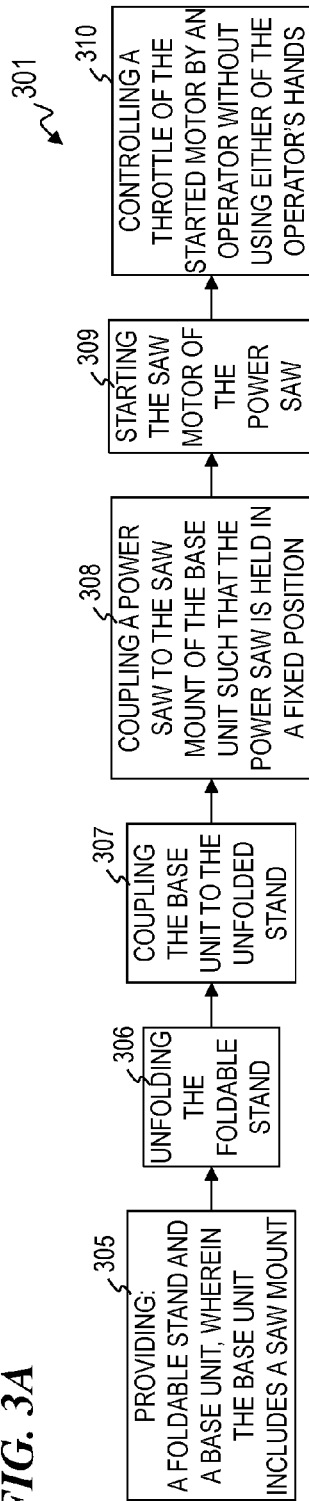 FIG. 3A
301
305
PROVIDING:
A FOLDABLE STAND AND
A BASE UNIT, WHEREIN
THE BASE UNIT
INCLUDES A SAW MOUNT
306
UNFOLDING
THE
FOLDABLE
STAND
307
COUPLING
THE BASE
UNIT TO THE
UNFOLDED
STAND
308
COUPLING A POWER
SAW TO THE SAW
MOUNT OF THE BASE
UNIT SUCH THAT THE
POWER SAW IS HELD IN
A FIXED POSITION
309
STARTING
THE SAW
MOTOR OF
THE
POWER
SAW
310
CONTROLLING A
THROTTLE OF THE
STARTED MOTOR BY AN
OPERATOR WITHOUT
USING EITHER OF THE
OPERATOR'S HANDS